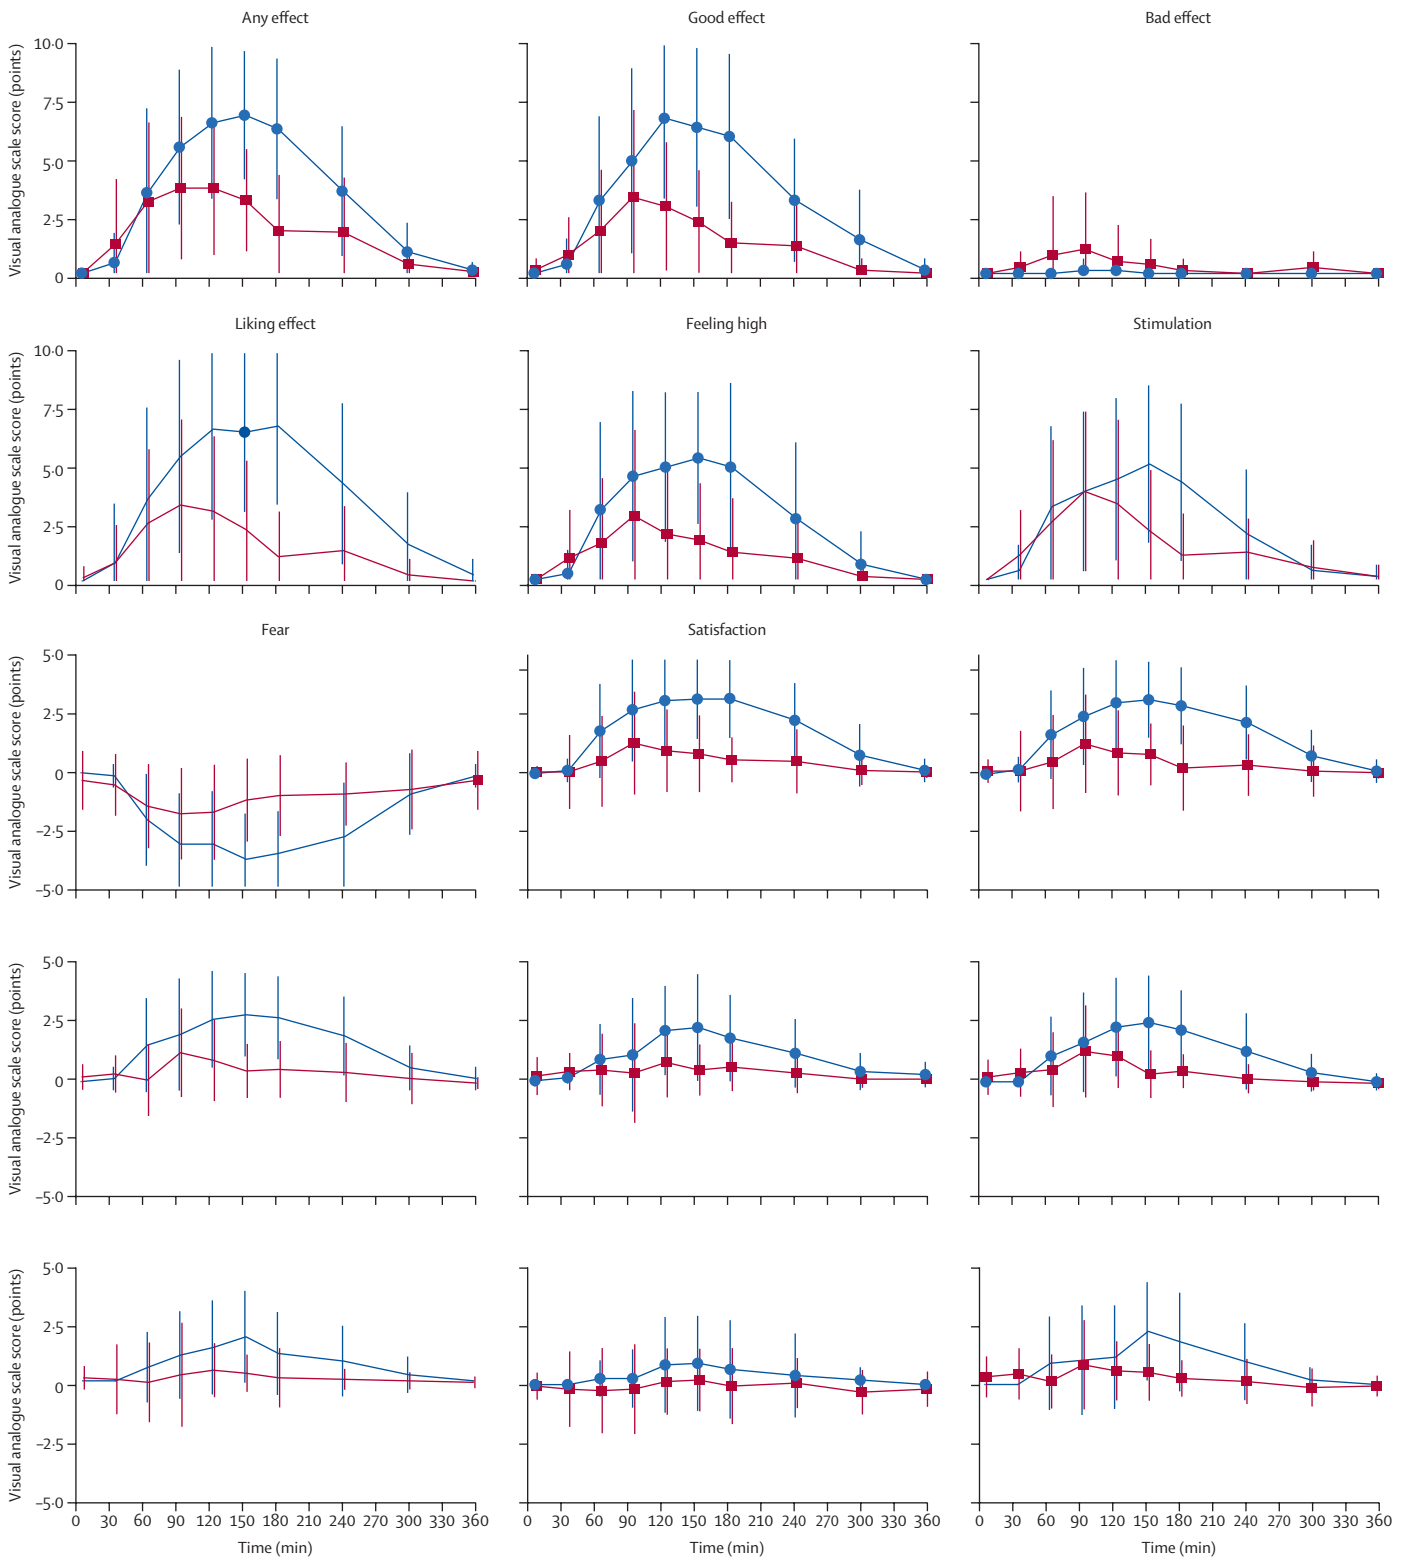 Any effect
Good effect
Bad effect
Visual analogue scale score (points)
10·0
7·5
5·0
2·5
0
Liking effect
Feeling high
Stimulation
Visual analogue scale score (points)
10·0
7·5
5·0
2·5
0
Fear
Satisfaction
Visual analogue scale score (points)
5·0
2·5
0
–2·5
–5·0
Visual analogue scale score (points)
5·0
2·5
0
–2·5
–5·0
Visual analogue scale score (points)
5·0
2·5
0
–2·5
–5·0
0 30 60 90 120 150 180 210 240 270 300 330 360
0 30 60 90 120 150 180 210 240 270 300 330 360
0 30 60 90 120 150 180 210 240 270 300 330 360
Time (min)
Time (min)
Time (min)